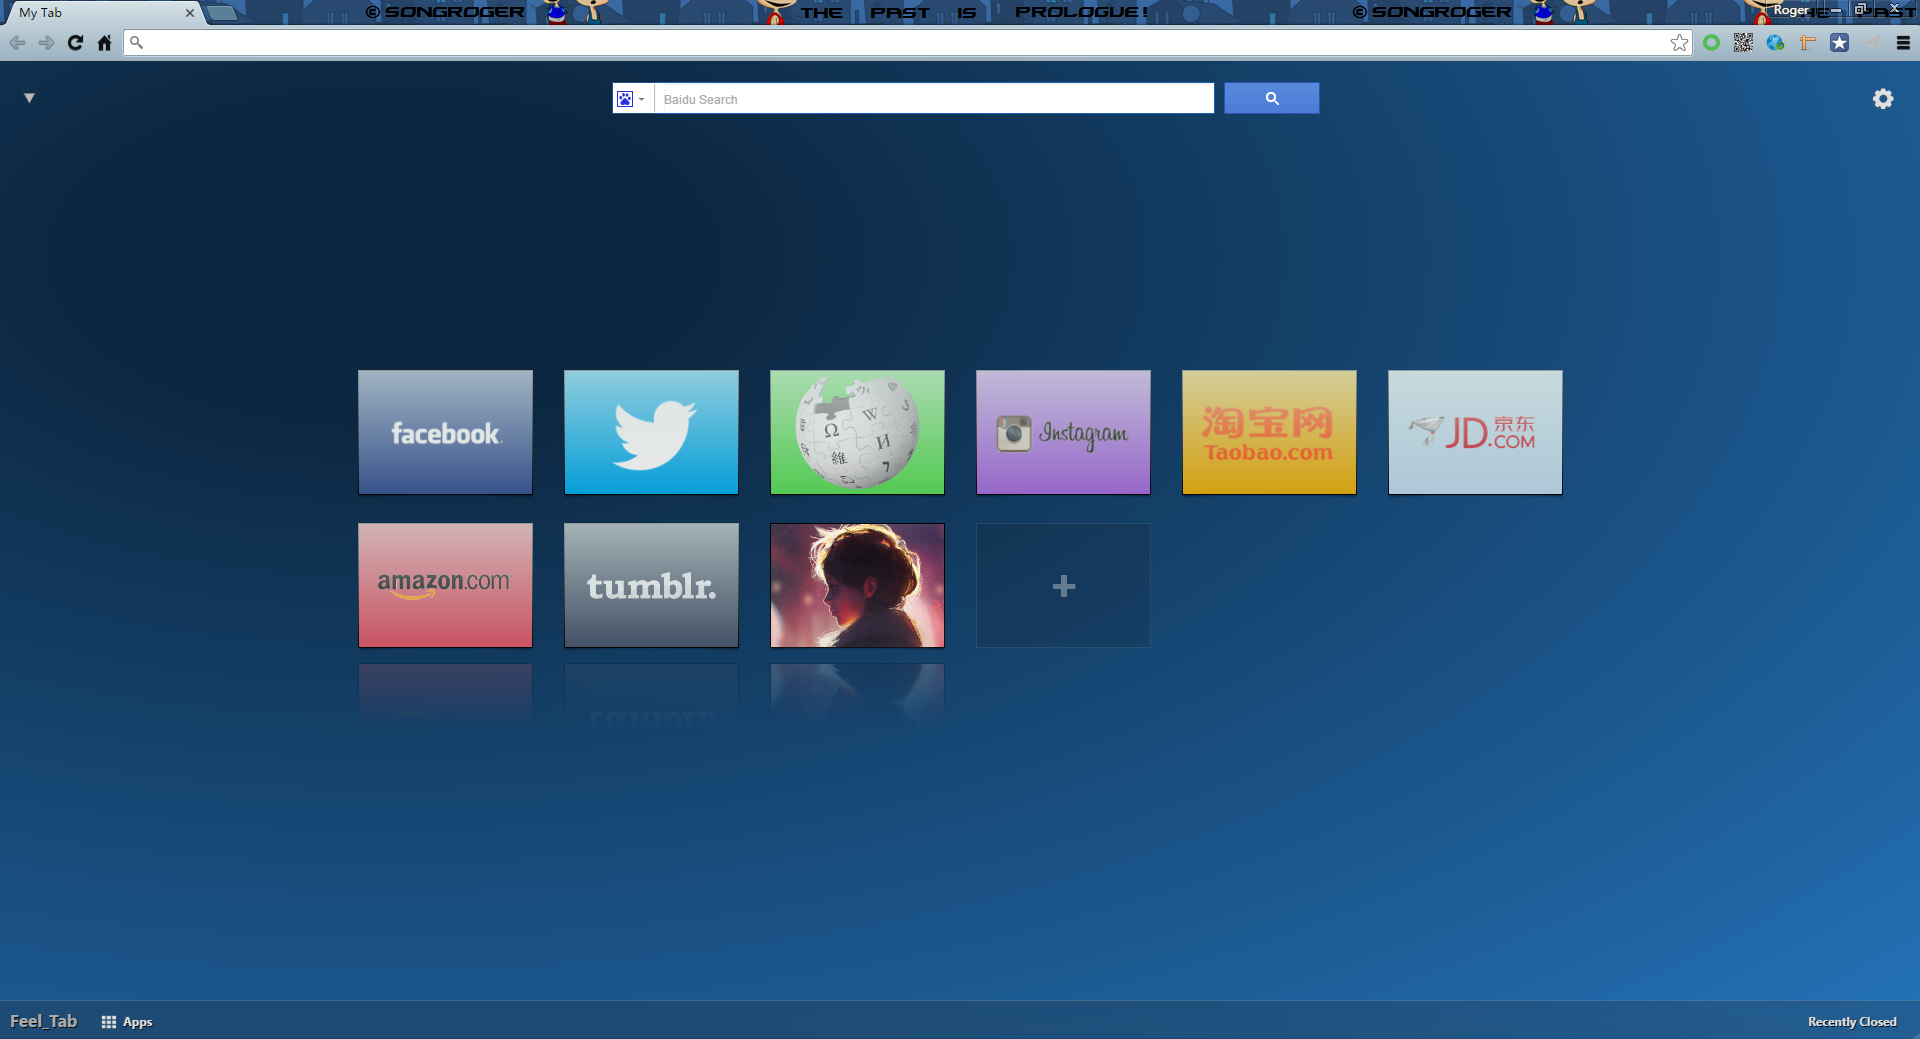 My Tab
© SONGROGER THE PAST IS PROLOGUE! © SONGROGER
Roger
Baidu Search
facebook.
W
Ω
И
維
Instagram
淘宝网
Taobao.com
JD.COM
京东
amazon.com
tumblr.
Feel_Tab
Apps
Recently Closed